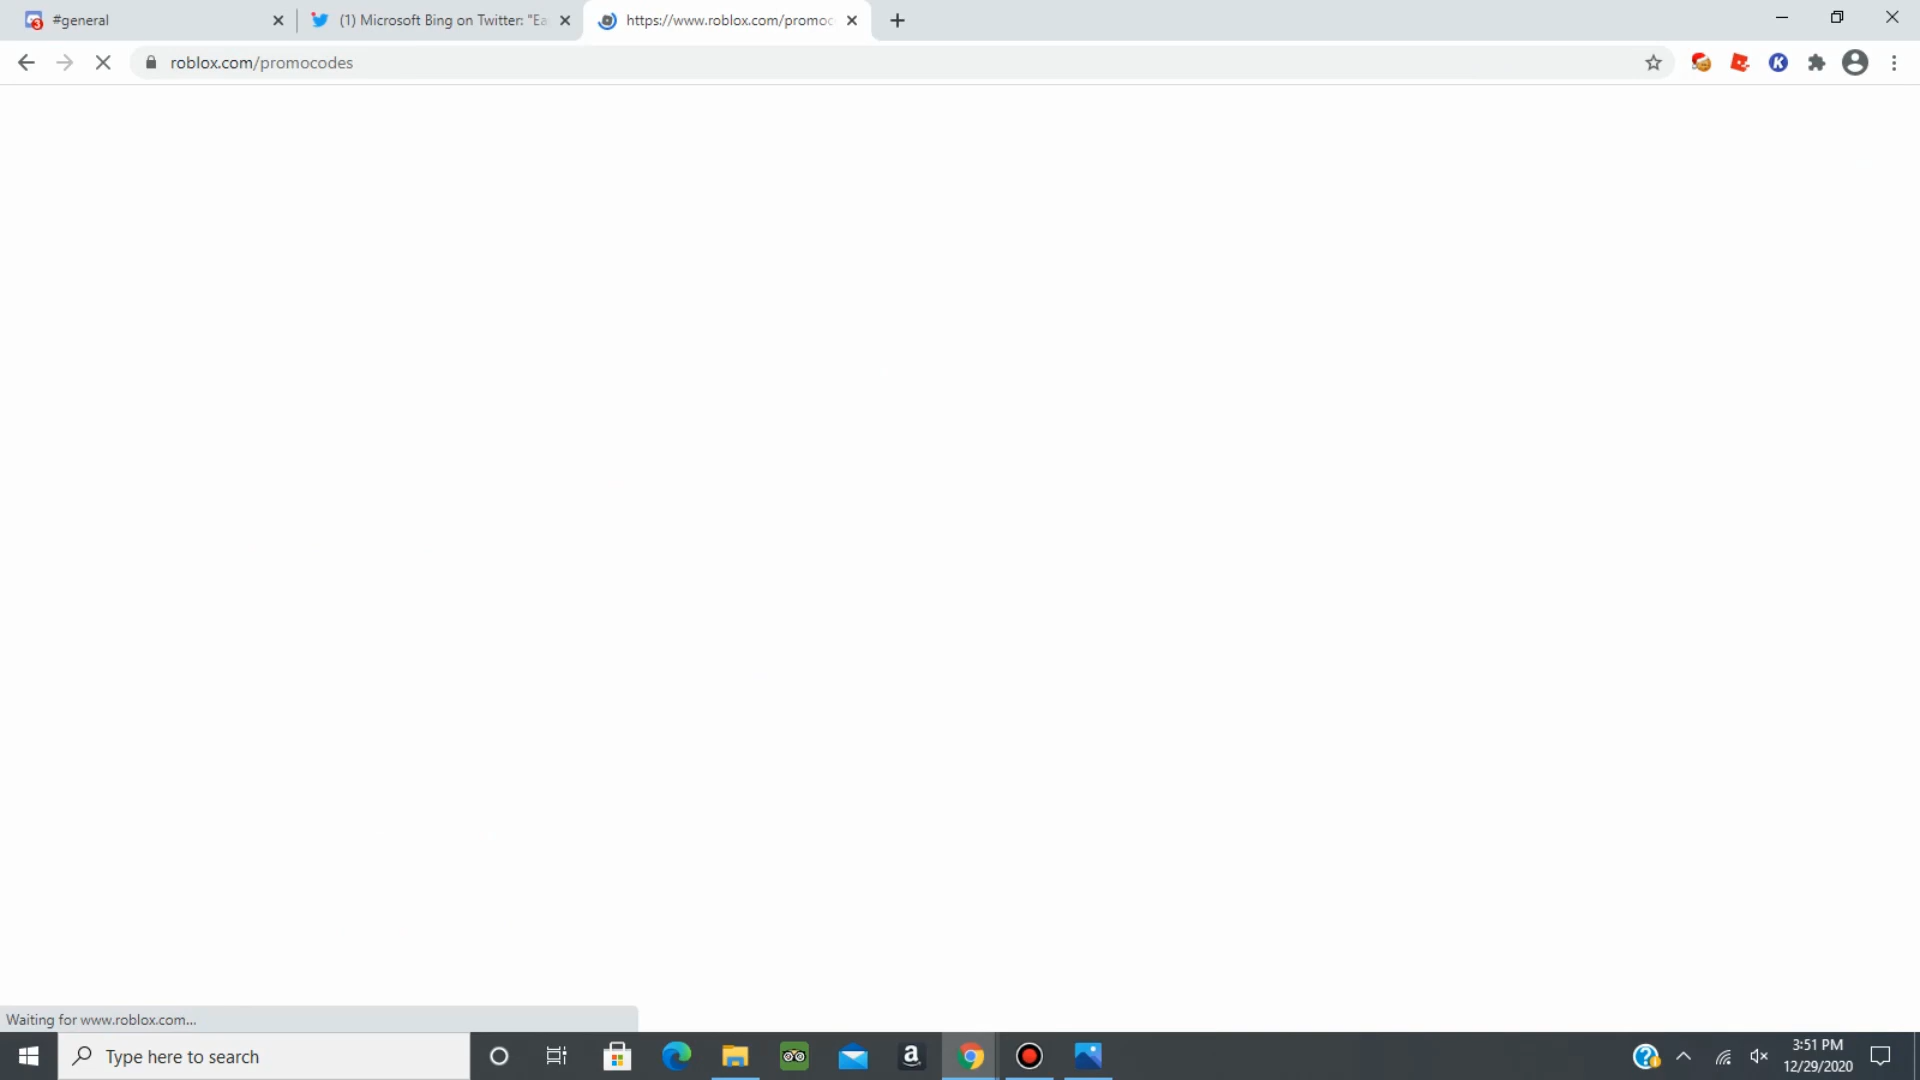 #general
(1) Microsoft Bing on Twitter: "Ea
https://www.roblox.com/promoc
roblox.com/promocodes
Waiting for www.roblox.com...
Type here to search
3:51 PM
12/29/2020